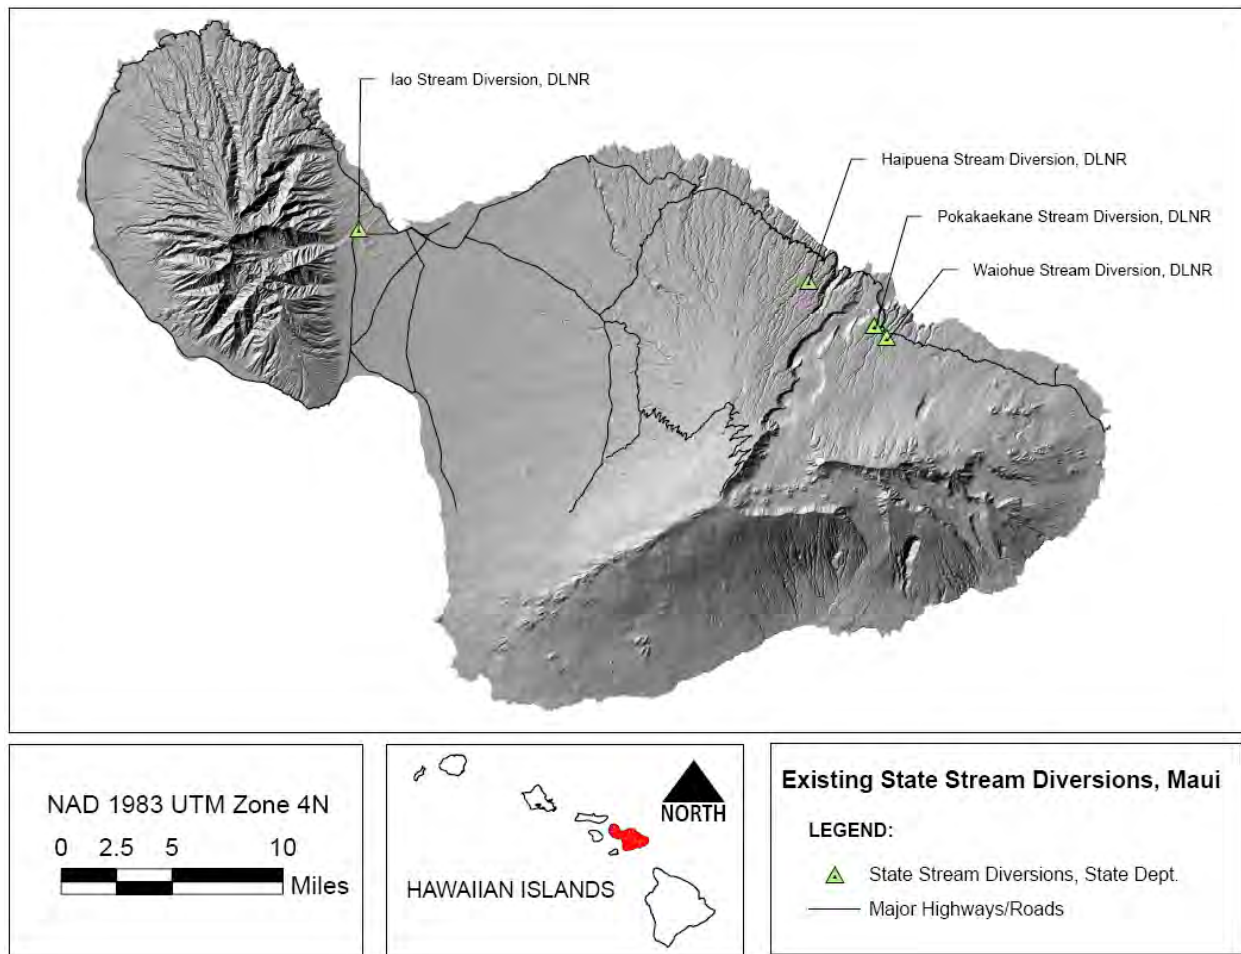 Iao Stream Diversion, DLNR
Haipuena Stream Diversion, DLNR
Pokakaekane Stream Diversion, DLNR
Waiohue Stream Diversion, DLNR
NAD 1983 UTM Zone 4N
0 2.5 5 10
Miles
NORTH
HAWAIIAN ISLANDS
Existing State Stream Diversions, Maui
LEGEND:
State Stream Diversions, State Dept.
Major Highways/Roads